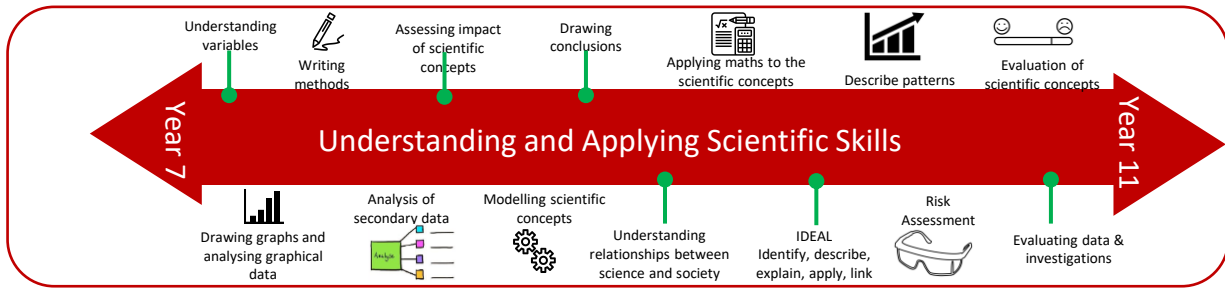 Understanding
variables
Writing
methods
Assessing impact
of scientific
concepts
Drawing
conclusions
√x
Applying maths to the
scientific concepts
Describe patterns
Evaluation of
scientific concepts
Year 7
Understanding and Applying Scientific Skills
Year 11
Drawing graphs and
analysing graphical
data
Analysis of
secondary data
Analyse
Modelling scientific
concepts
Understanding
relationships between
science and society
IDEAL
Identify, describe,
explain, apply, link
Risk
Assessment
Evaluating data &
investigations